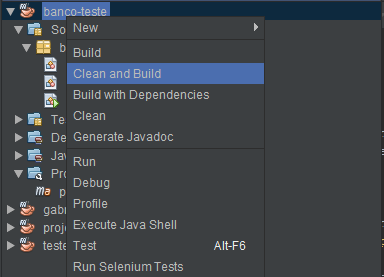 banco-teste
New
So
b
Build
Clean and Build
Build with Dependencies
Te
Clean
De
Generate Javadoc
Jav
Pro
Run
p
Debug
gab
Profile
proj
Execute Java Shell
teste
Test Alt-F6
Run Selenium Tests